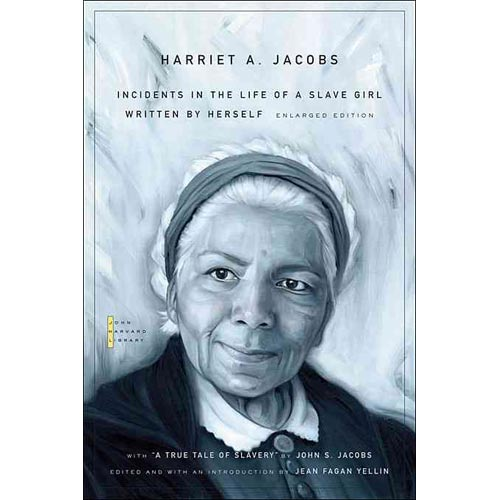 HARRIET A. JACOBS
INCIDENTS IN THE LIFE OF A SLAVE GIRL
WRITTEN BY HERSELF ENLARGED EDITION
JOHN
HARVARD
LIBRARY
WITH "A TRUE TALE OF SLAVERY" BY JOHN S. JACOBS
EDITED AND WITH AN INTRODUCTION BY JEAN FAGAN YELLIN